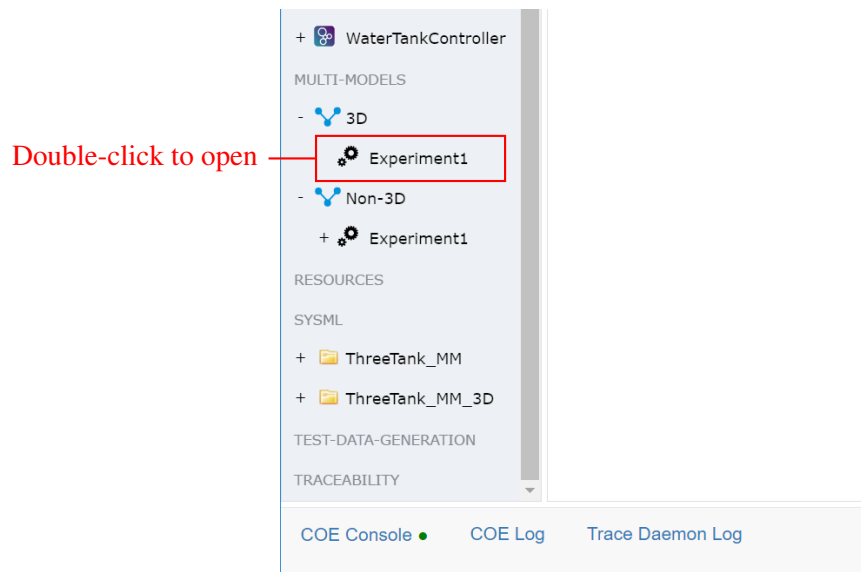 + WaterTankController
MULTI-MODELS
- 3D
Double-click to open
Experiment1
- Non-3D
+ Experiment1
RESOURCES
SYSML
+ ThreeTank_MM
+ ThreeTank_MM_3D
TEST-DATA-GENERATION
TRACEABILITY
COE Console COE Log Trace Daemon Log